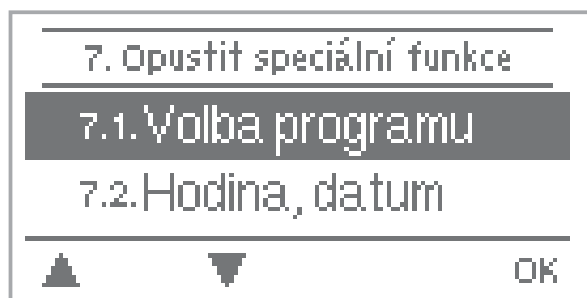 7. Opustit speciální funkce
7.1. Volba programu
7.2. Hodina, datum
OK